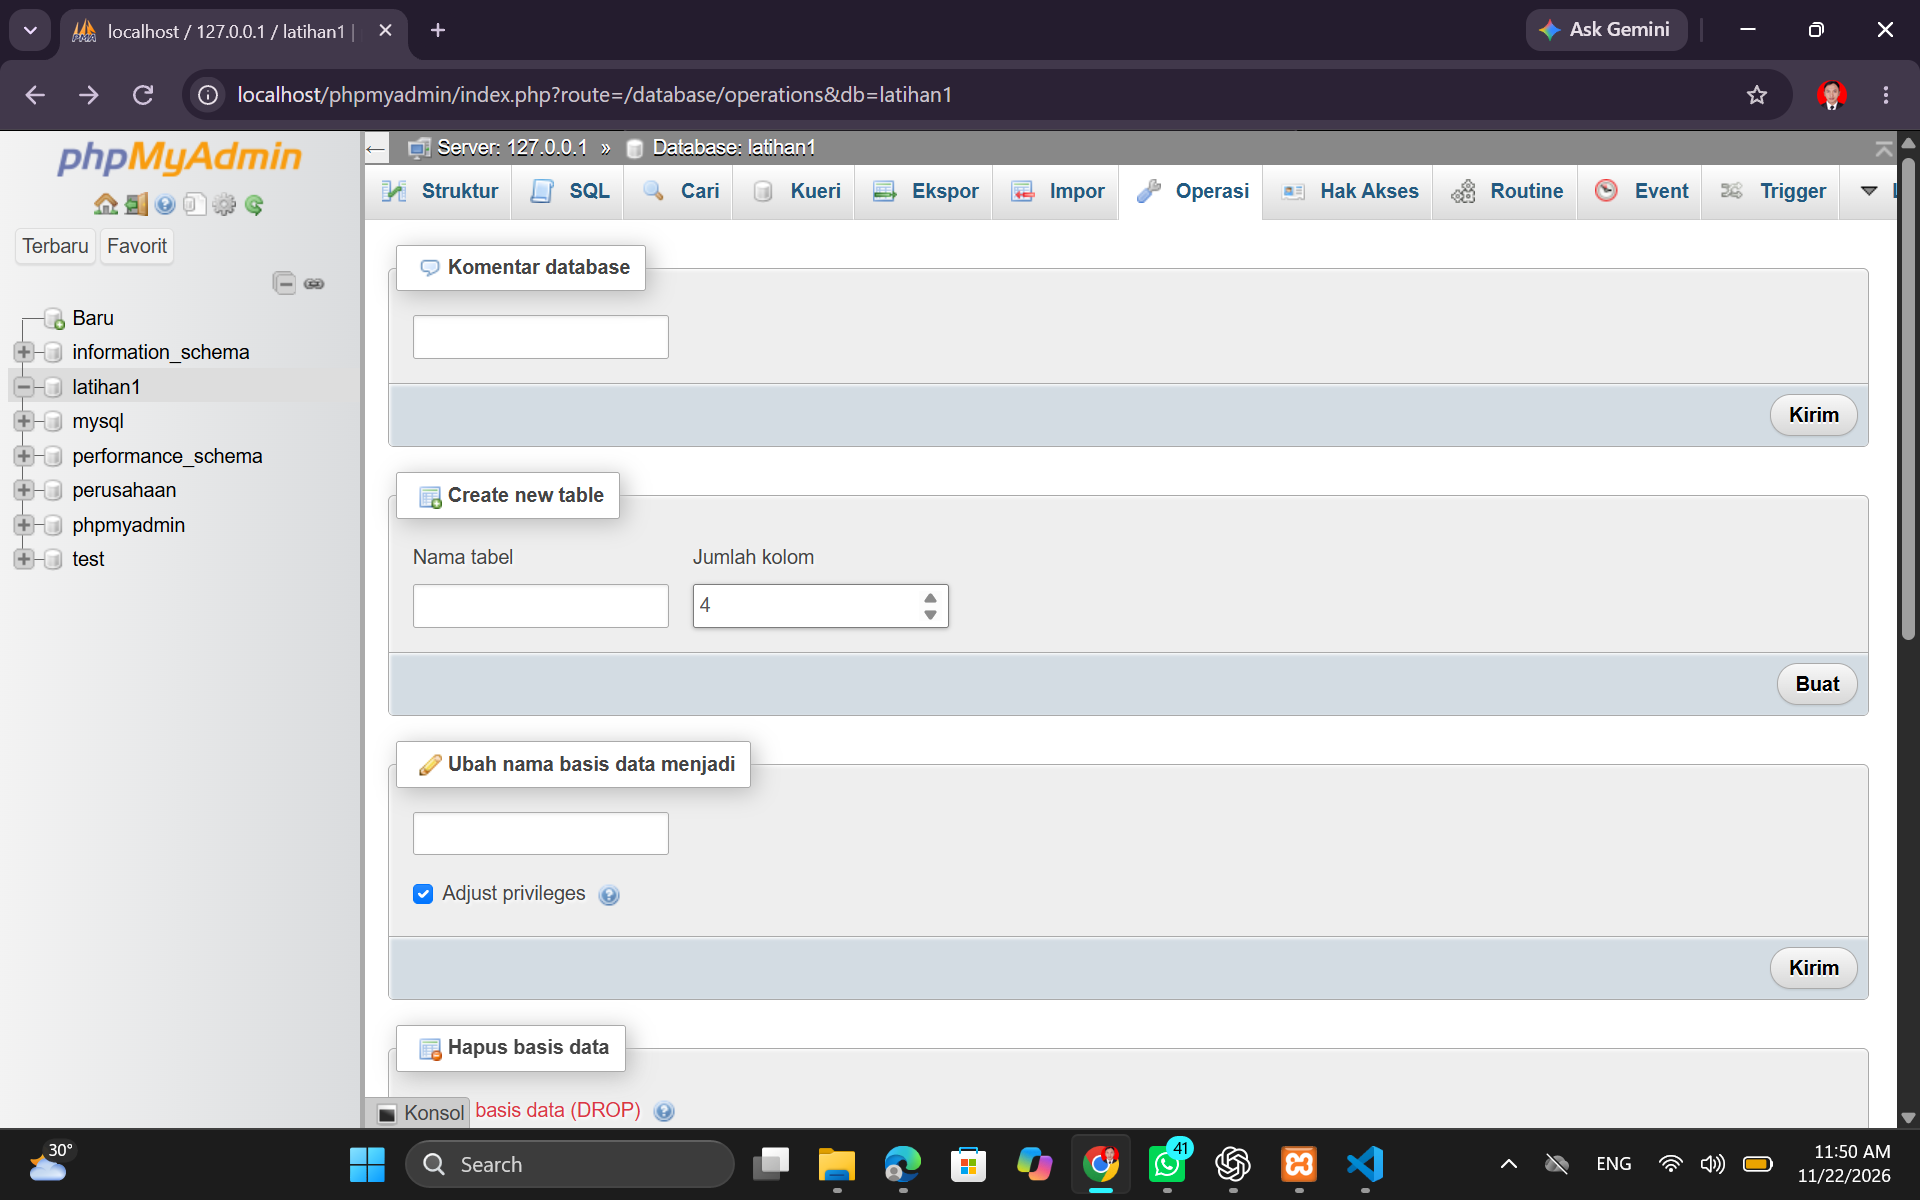 localhost / 127.0.0.1 / latihan1 |
Ask Gemini
localhost/phpmyadmin/index.php?route=/database/operations&db=latihan1
phpMyAdmin
Terbaru
Favorit
Baru
information_schema
latihan1
mysql
performance_schema
perusahaan
phpmyadmin
test
Server: 127.0.0.1 » Database: latihan1
Struktur
SQL
Cari
Kueri
Ekspor
Impor
Operasi
Hak Akses
Routine
Event
Trigger
Komentar database
Kirim
Create new table
Nama tabel
Jumlah kolom
4
Buat
Ubah nama basis data menjadi
Adjust privileges
Kirim
Hapus basis data
Konsol
basis data (DROP)
30°
Search
41
ENG
11:50 AM
11/22/2026